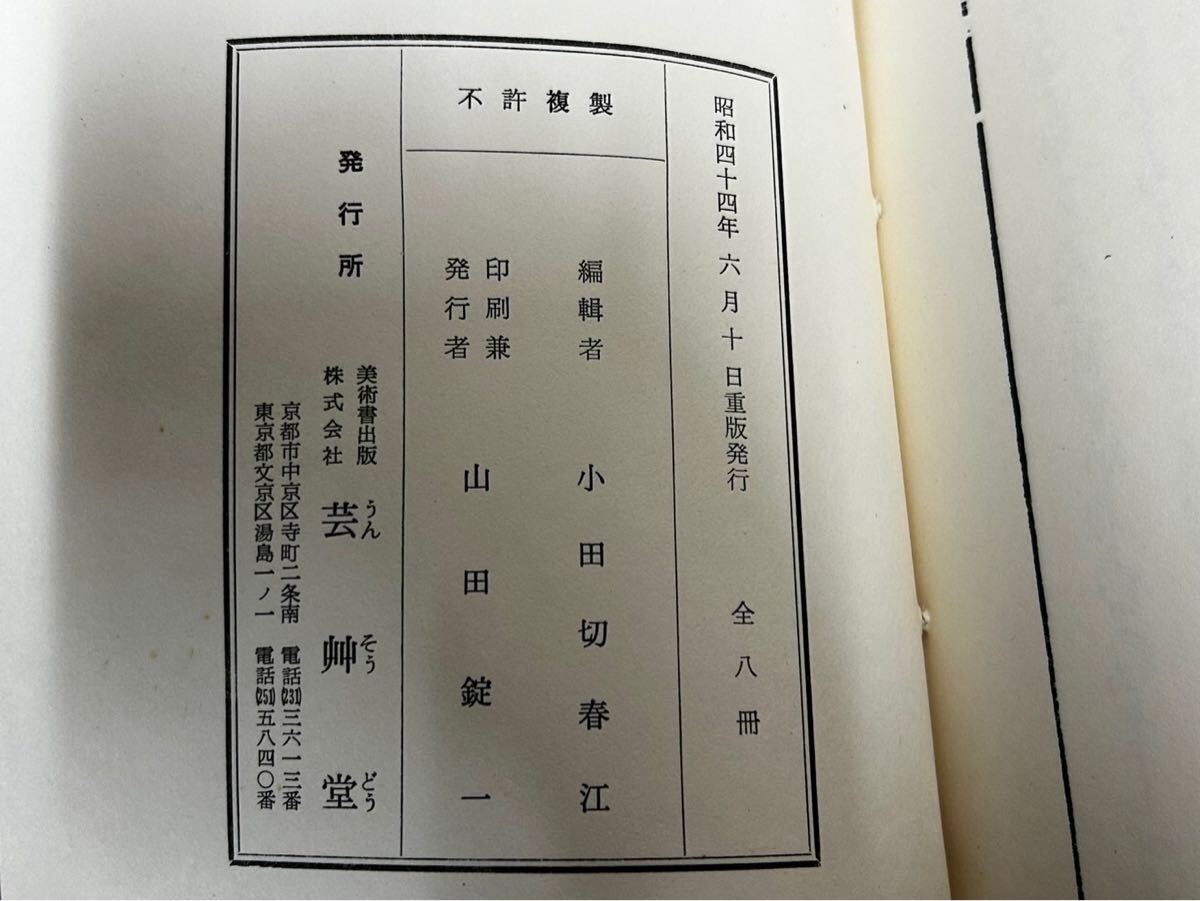 昭和四十四年 六月十日重版発行 全八冊
不許複製
編輯者 小田切春江
印刷兼
発行者 山田錠一
発行所
美術書出版
株式会社 芸艸堂
うんそうどう
京都市中京区寺町二条南 電話(231)三六一三番
東京都文京区湯島一ノ一 電話(251)五八四〇番